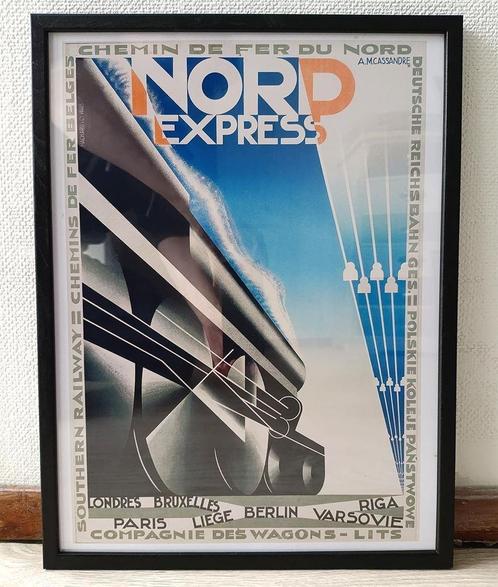 CHEMIN DE FER DU NORD
A.M.CASSANDRE
NORD
EXPRESS
DEUTSCHE REICHSBAHN GES. = POLSKIE KOLEJE PAŃSTWOWE
SOUTHERN RAILWAY = CHEMINS DE FER BELGES
LONDRES BRUXELLES RIGA
PARIS LIEGE BERLIN VARSOVIE
COMPAGNIE DES WAGONS-LITS